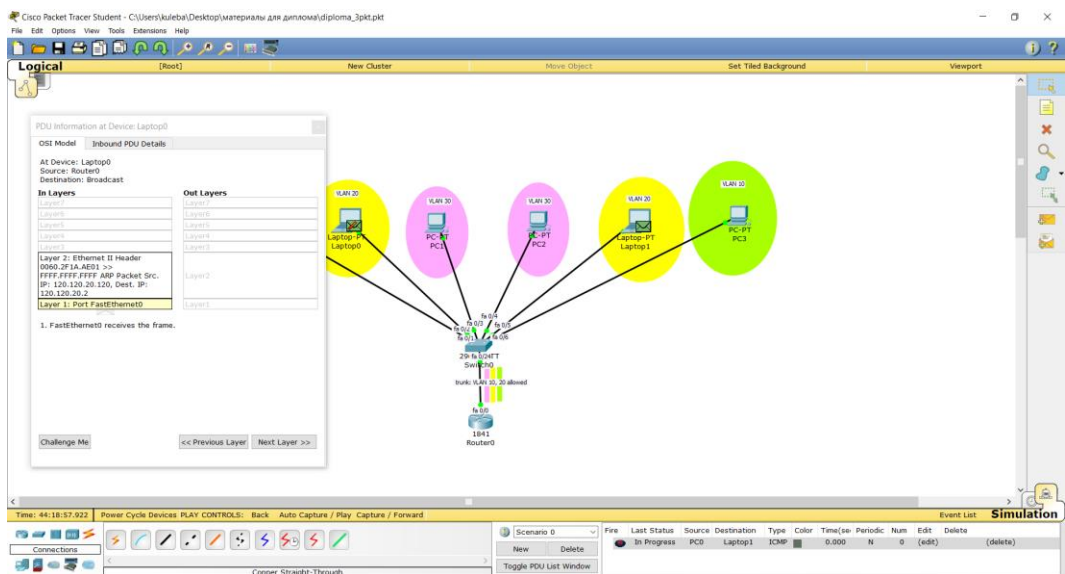 Cisco Packet Tracer Student - C:\Users\kuleba\Desktop\материалы для диплома\diploma_3pkt.pkt
File Edit Options View Tools Extensions Help
Logical [Root] New Cluster Move Object Set Tiled Background Viewport
PDU Information at Device: Laptop0
OSI Model Inbound PDU Details
At Device: Laptop0
Source: Router0
Destination: Broadcast
In Layers Out Layers
Layer7 Layer7
Layer6 Layer6
Layer5 Layer5
Layer4 Layer4
Layer3 Layer3
Layer 2: Ethernet II Header
0060.2F1A.AE01 >>
FFFF.FFFF.FFFF ARP Packet Src.
IP: 120.120.20.120, Dest. IP:
120.120.20.2
Layer2
Layer 1: Port FastEthernet0 Layer1
1. FastEthernet0 receives the frame.
Challenge Me << Previous Layer Next Layer >>
VLAN 20
Laptop-PT
Laptop0
VLAN 30
PC-PT
PC1
VLAN 30
PC-PT
PC2
VLAN 20
Laptop-PT
Laptop1
VLAN 10
PC-PT
PC3
fa 0/4
fa 0/3
fa 0/5
fa 0/2
fa 0/1
fa 0/6
fa 0/24
Switch0
trunk: VLAN 10, 20 allowed
fa 0/0
1841
Router0
Time: 44:18:57.922 Power Cycle Devices PLAY CONTROLS: Back Auto Capture / Play Capture / Forward Event List Simulation
Connections
Copper Straight-Through
Scenario 0
New Delete
Toggle PDU List Window
Fire Last Status Source Destination Type Color Time(se Periodic Num Edit Delete
In Progress PC0 Laptop1 ICMP 0.000 N 0 (edit) (delete)